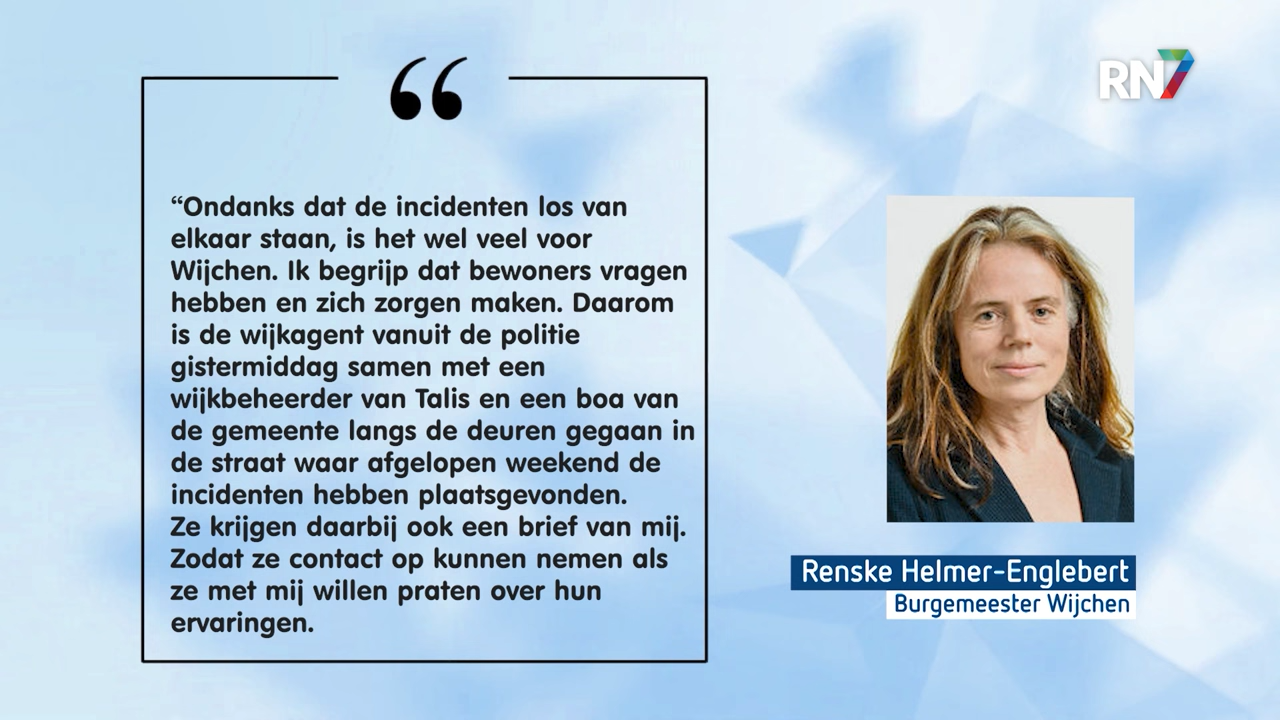 RN7
“
“Ondanks dat de incidenten los van
elkaar staan, is het wel veel voor
Wijchen. Ik begrijp dat bewoners vragen
hebben en zich zorgen maken. Daarom
is de wijkagent vanuit de politie
gistermiddag samen met een
wijkbeheerder van Talis en een boa van
de gemeente langs de deuren gegaan in
de straat waar afgelopen weekend de
incidenten hebben plaatsgevonden.
Ze krijgen daarbij ook een brief van mij.
Zodat ze contact op kunnen nemen als
ze met mij willen praten over hun
ervaringen.
Renske Helmer-Englebert
Burgemeester Wijchen